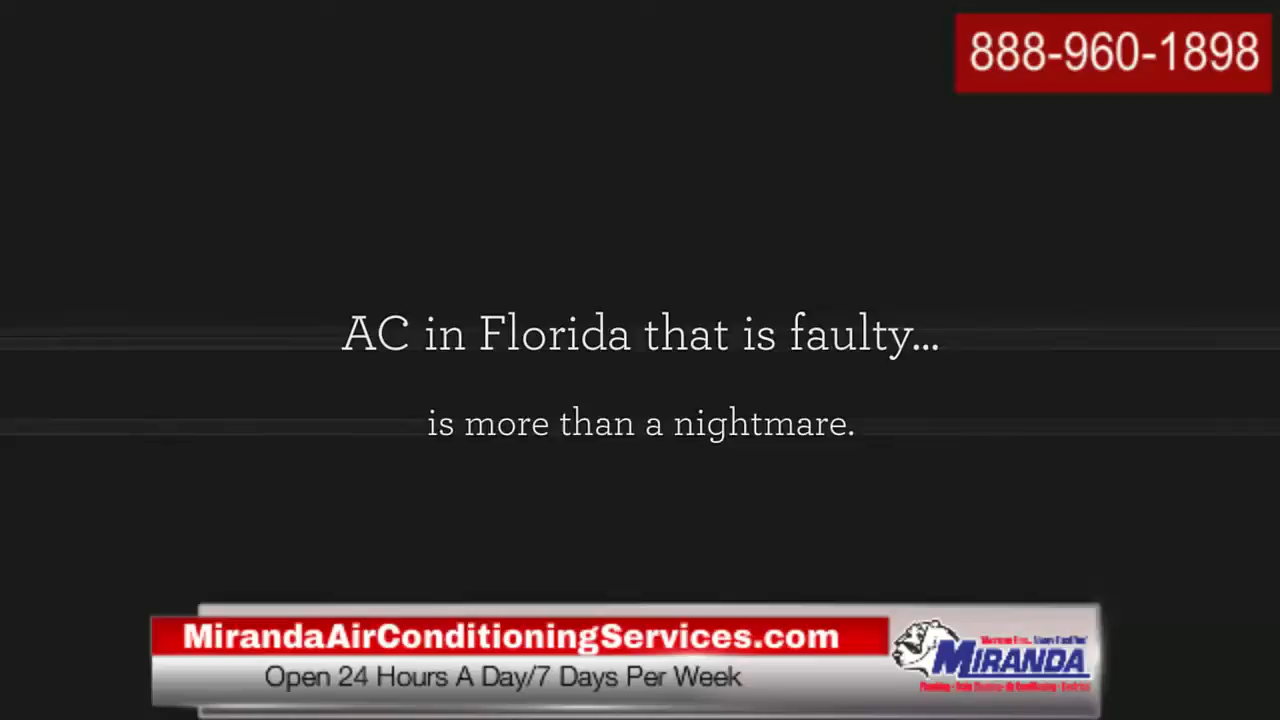 888-960-1898
AC in Florida that is faulty...
is more than a nightmare.
MirandaAirConditioningServices.com
Open 24 Hours A Day/7 Days Per Week
MIRANDA